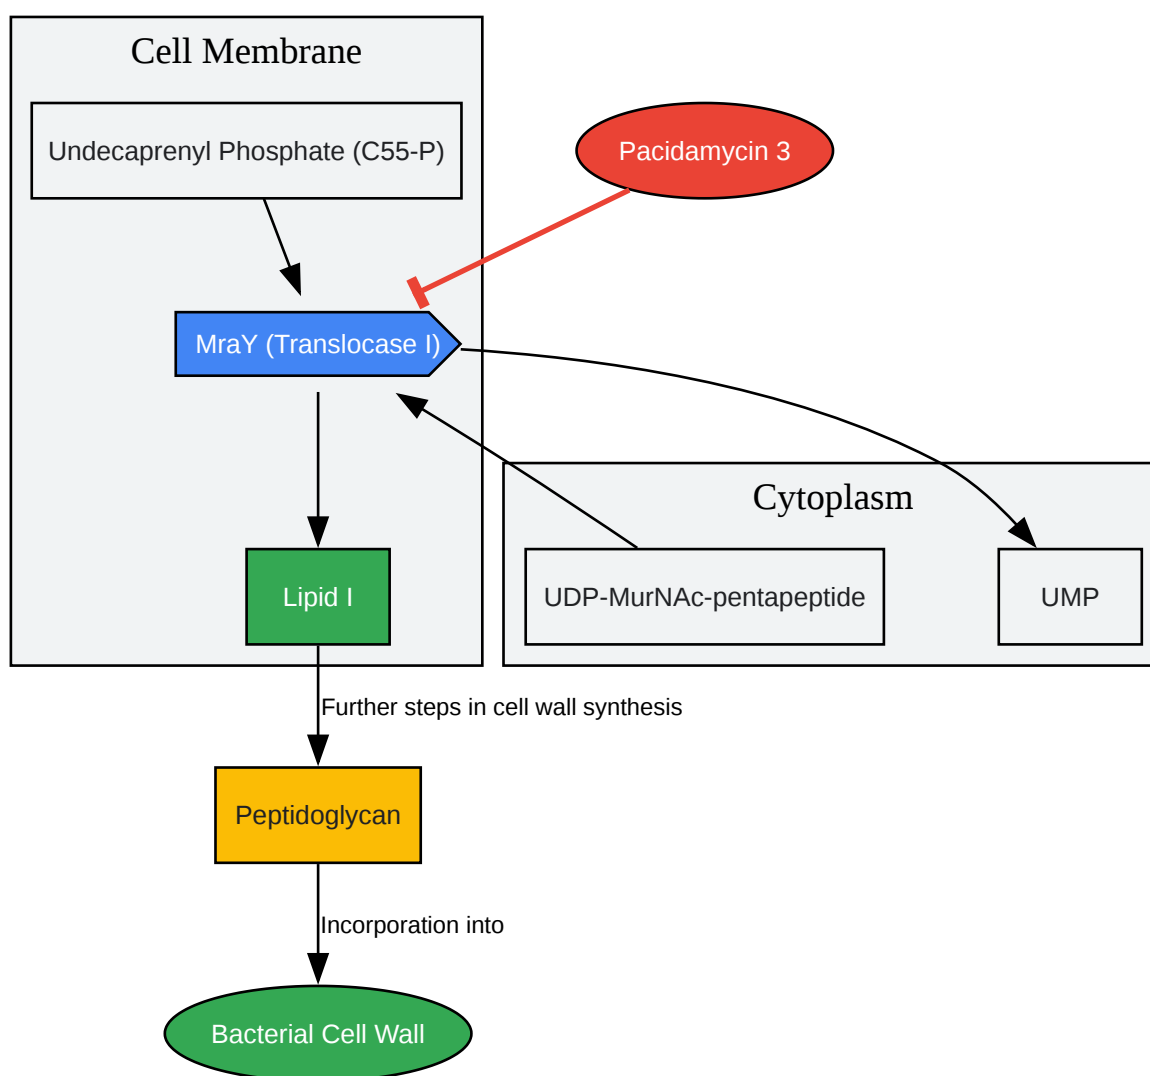 Cell Membrane
Undecaprenyl Phosphate (C55-P)
Pacidamycin 3
MraY (Translocase I)
Cytoplasm
Lipid I
UDP-MurNAc-pentapeptide
UMP
Further steps in cell wall synthesis
Peptidoglycan
Incorporation into
Bacterial Cell Wall